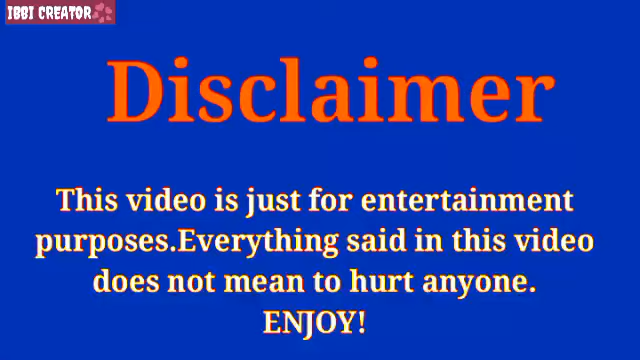 IBBI CREATOR
Disclaimer
This video is just for entertainment
purposes.Everything said in this video
does not mean to hurt anyone.
ENJOY!